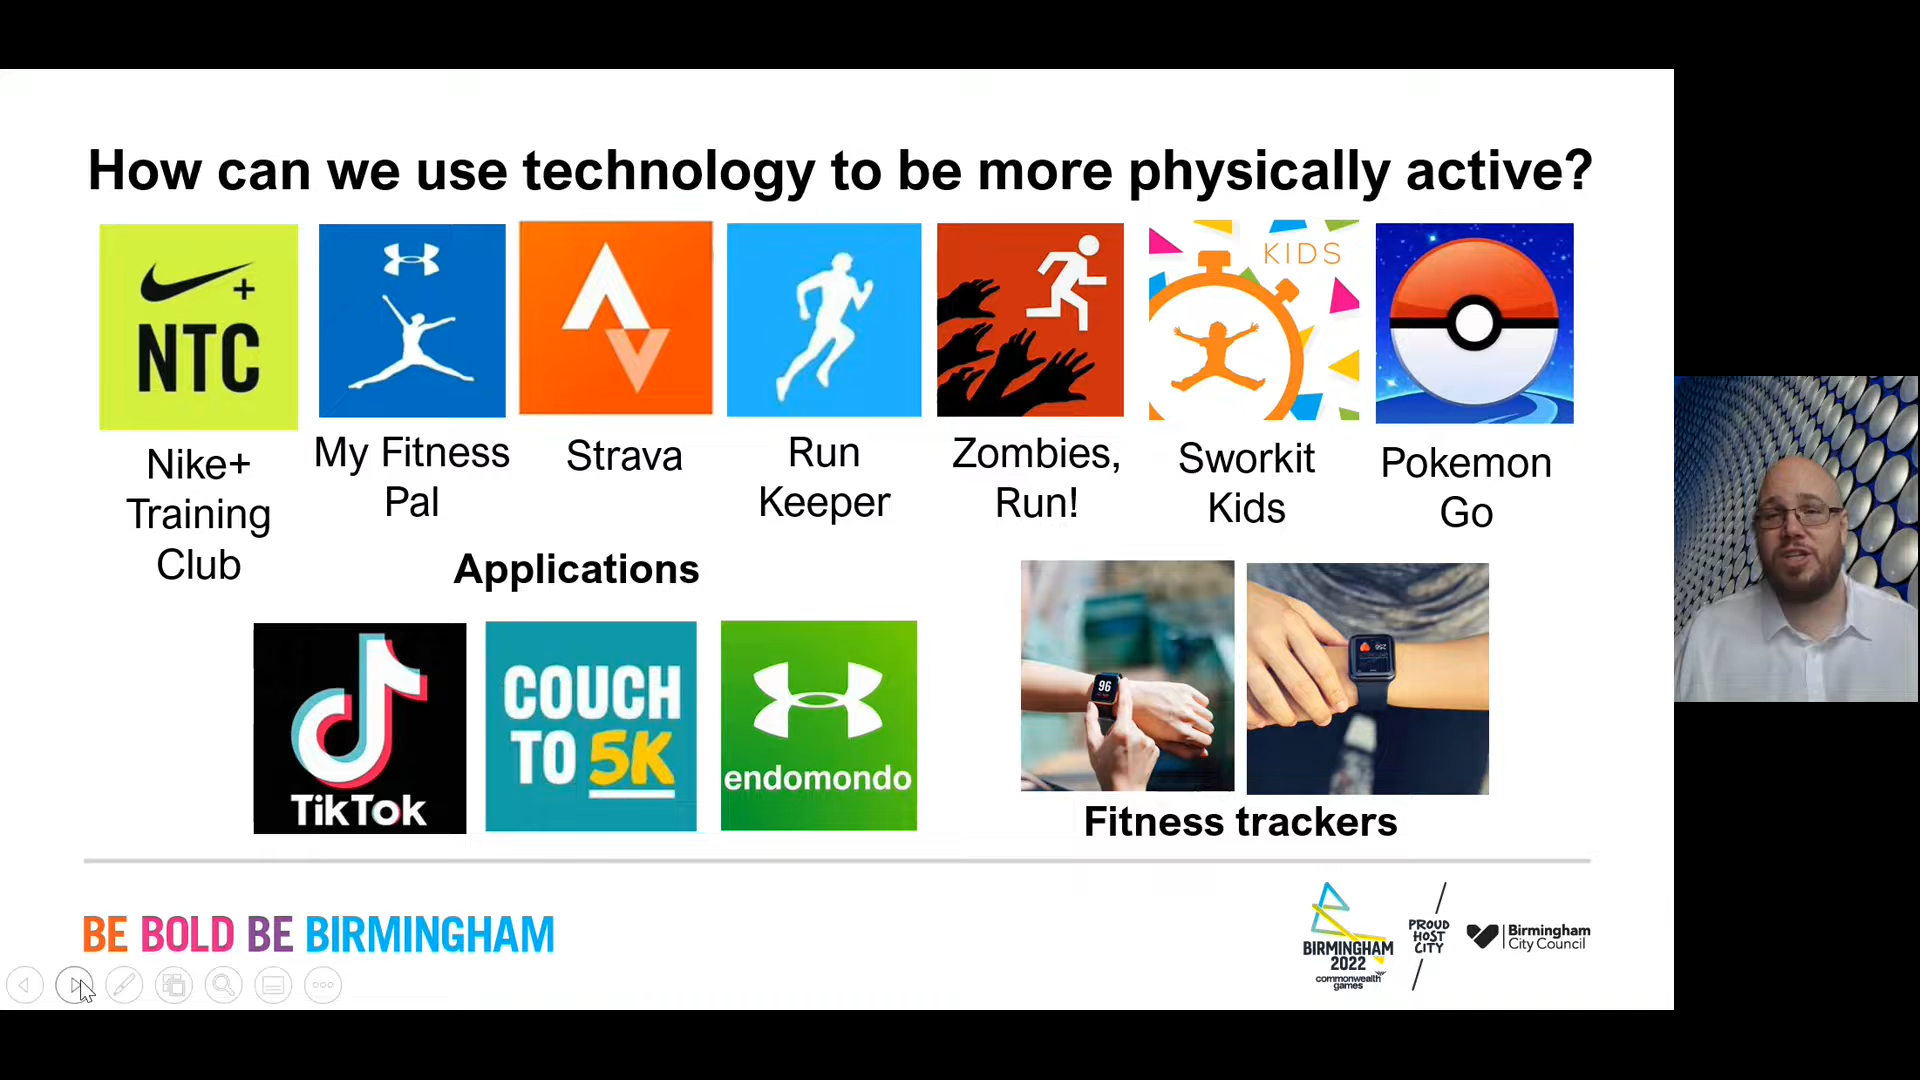 How can we use technology to be more physically active?
+
NTC
KIDS
Nike+
Training
Club
My Fitness
Pal
Strava
Run
Keeper
Zombies,
Run!
Sworkit
Kids
Pokemon
Go
Applications
TikTok
COUCH
TO 5K
endomondo
96
Fitness trackers
BE BOLD BE BIRMINGHAM
BIRMINGHAM
2022
commonwealth
games
PROUD
HOST
CITY
Birmingham
City Council